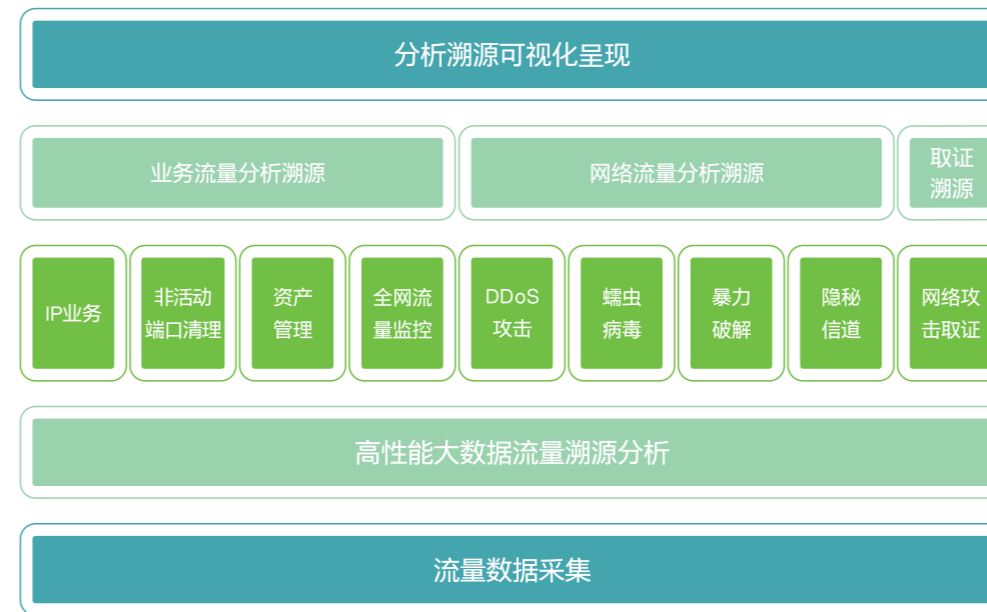 分析溯源可视化呈现
业务流量分析溯源
网络流量分析溯源
取证
溯源
IP业务
非活动
端口清理
资产
管理
全网流
量监控
DDoS
攻击
蠕虫
病毒
暴力
破解
隐秘
信道
网络攻
击取证
高性能大数据流量溯源分析
流量数据采集